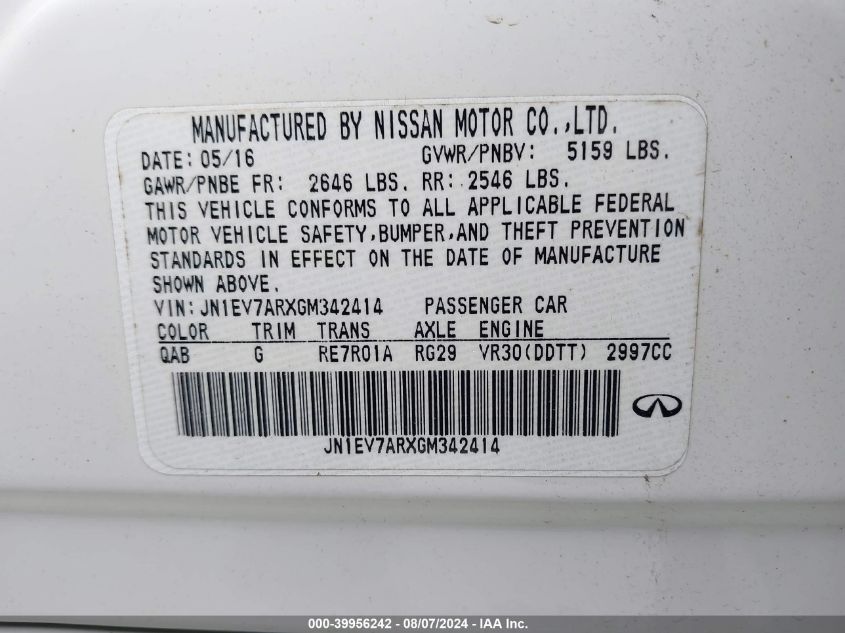 MANUFACTURED BY NISSAN MOTOR CO.,LTD.
DATE: 05/16 GVWR/PNBV: 5159 LBS.
GAWR/PNBE FR: 2646 LBS. RR: 2546 LBS.
THIS VEHICLE CONFORMS TO ALL APPLICABLE FEDERAL
MOTOR VEHICLE SAFETY,BUMPER,AND THEFT PREVENTION
STANDARDS IN EFFECT ON THE DATE OF MANUFACTURE
SHOWN ABOVE.
VIN: JN1EV7ARXGM342414 PASSENGER CAR
COLOR TRIM TRANS AXLE ENGINE
QAB G RE7R01A RG29 VR30(DDTT) 2997CC
JN1EV7ARXGM342414
000-39956242 - 08/07/2024 - IAA Inc.